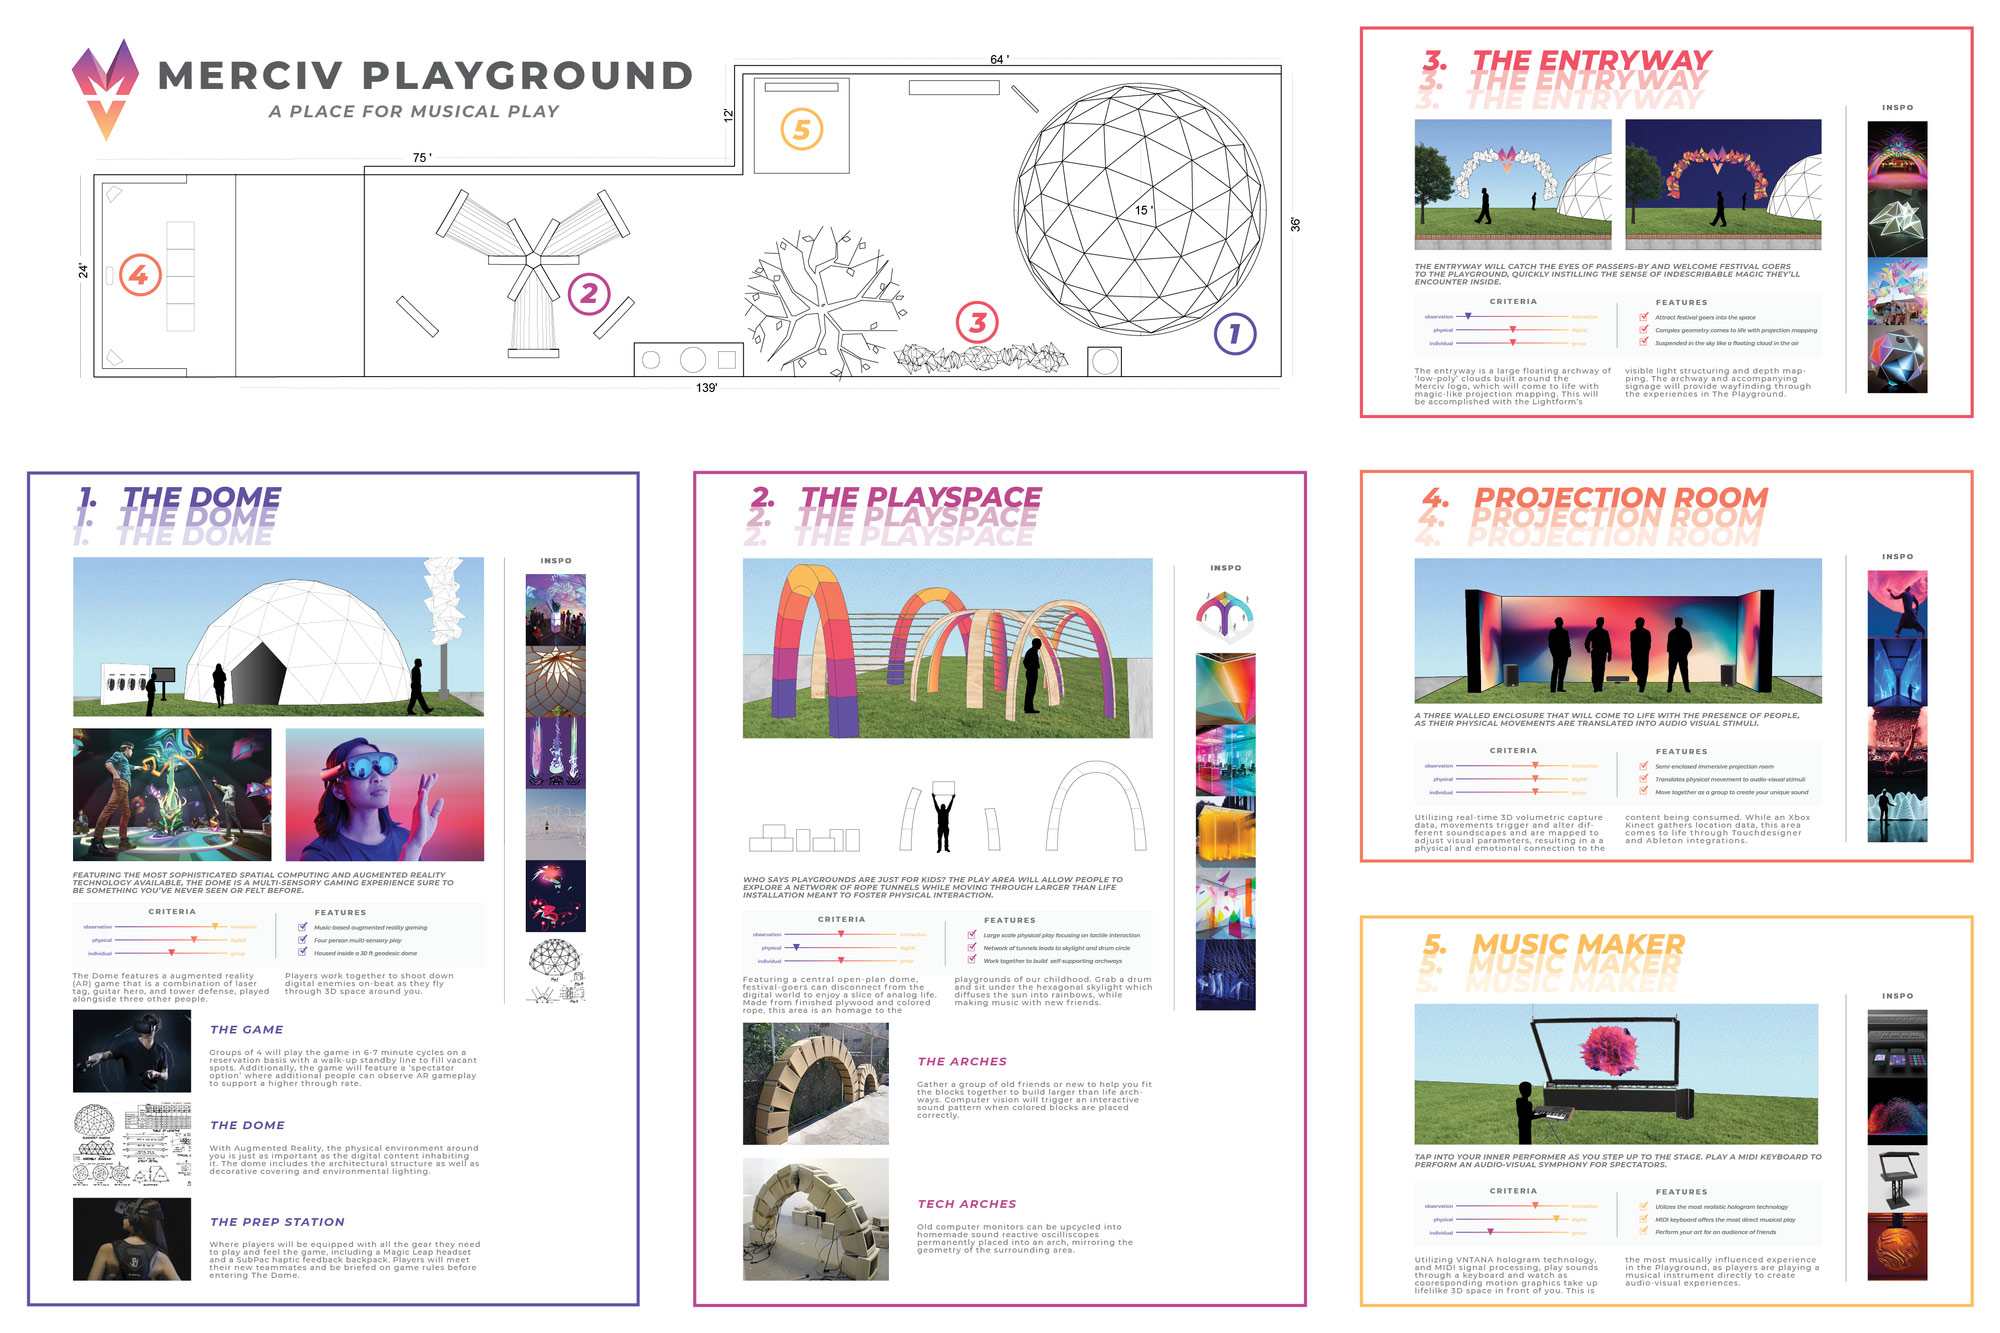 MERCIV PLAYGROUND
A PLACE FOR MUSICAL PLAY
64 '
12'
75 '
5
15 '
36'
24'
4
2
3
1
139'
3. THE ENTRYWAY
3. THE ENTRYWAY
3. THE ENTRYWAY
INSPO
THE ENTRYWAY WILL CATCH THE EYES OF PASSERS-BY AND WELCOME FESTIVAL GOERS
TO THE PLAYGROUND, QUICKLY INSTILLING THE SENSE OF INDESCRIBABLE MAGIC THEY'LL
ENCOUNTER INSIDE.
CRITERIA
observation interaction
physical digital
individual group
FEATURES
Attract festival goers into the space
Complex geometry comes to life with projection mapping
Suspended in the sky like a floating cloud in the air
The entryway is a large floating archway of
'low-poly' clouds built around the
Merciv logo, which will come to life with
magic-like projection mapping. This will
be accomplished with the Lightform's
visible light structuring and depth map-
ping. The archway and accompanying
signage will provide wayfinding through
the experiences in The Playground.
1. THE DOME
1. THE DOME
1. THE DOME
INSPO
FEATURING THE MOST SOPHISTICATED SPATIAL COMPUTING AND AUGMENTED REALITY
TECHNOLOGY AVAILABLE, THE DOME IS A MULTI-SENSORY GAMING EXPERIENCE SURE TO
BE SOMETHING YOU'VE NEVER SEEN OR FELT BEFORE.
CRITERIA
observation interaction
physical digital
individual group
FEATURES
Music-based augmented reality gaming
Four person multi-sensory play
Housed inside a 30 ft geodesic dome
The Dome features a augmented reality
(AR) game that is a combination of laser
tag, guitar hero, and tower defense, played
alongside three other people.
Players work together to shoot down
digital enemies on-beat as they fly
through 3D space around you.
THE GAME
Groups of 4 will play the game in 6-7 minute cycles on a
reservation basis with a walk-up standby line to fill vacant
spots. Additionally, the game will feature a 'spectator
option' where additional people can observe AR gameplay
to support a higher through rate.
THE DOME
With Augmented Reality, the physical environment around
you is just as important as the digital content inhabiting
it. The dome includes the architectural structure as well as
decorative covering and environmental lighting.
THE PREP STATION
Where players will be equipped with all the gear they need
to play and feel the game, including a Magic Leap headset
and a SubPac haptic feedback backpack. Players will meet
their new teammates and be briefed on game rules before
entering The Dome.
2. THE PLAYSPACE
2. THE PLAYSPACE
2. THE PLAYSPACE
INSPO
WHO SAYS PLAYGROUNDS ARE JUST FOR KIDS? THE PLAY AREA WILL ALLOW PEOPLE TO
EXPLORE A NETWORK OF ROPE TUNNELS WHILE MOVING THROUGH LARGER THAN LIFE
INSTALLATION MEANT TO FOSTER PHYSICAL INTERACTION.
CRITERIA
observation interaction
physical digital
individual group
FEATURES
Large scale physical play focusing on tactile interaction
Network of tunnels leads to skylight and drum circle
Work together to build self-supporting archways
Featuring a central open-plan dome,
festival-goers can disconnect from the
digital world to enjoy a slice of analog life.
Made from finished plywood and colored
rope, this area is an homage to the
playgrounds of our childhood. Grab a drum
and sit under the hexagonal skylight which
diffuses the sun into rainbows, while
making music with new friends.
THE ARCHES
Gather a group of old friends or new to help you fit
the blocks together to build larger than life arch-
ways. Computer vision will trigger an interactive
sound pattern when colored blocks are placed
correctly.
TECH ARCHES
Old computer monitors can be upcycled into
homemade sound reactive oscilliscopes
permanently placed into an arch, mirroring the
geometry of the surrounding area.
4. PROJECTION ROOM
4. PROJECTION ROOM
4. PROJECTION ROOM
INSPO
A THREE WALLED ENCLOSURE THAT WILL COME TO LIFE WITH THE PRESENCE OF PEOPLE,
AS THEIR PHYSICAL MOVEMENTS ARE TRANSLATED INTO AUDIO VISUAL STIMULI.
CRITERIA
observation interaction
physical digital
individual group
FEATURES
Semi-enclosed immersive projection room
Translates physical movement to audio-visual stimuli
Move together as a group to create your unique sound
Utilizing real-time 3D volumetric capture
data, movements trigger and alter dif-
ferent soundscapes and are mapped to
adjust visual parameters, resulting in a a
physical and emotional connection to the
content being consumed. While an Xbox
Kinect gathers location data, this area
comes to life through Touchdesigner
and Ableton integrations.
5. MUSIC MAKER
5. MUSIC MAKER
5. MUSIC MAKER
INSPO
TAP INTO YOUR INNER PERFORMER AS YOU STEP UP TO THE STAGE. PLAY A MIDI KEYBOARD TO
PERFORM AN AUDIO-VISUAL SYMPHONY FOR SPECTATORS.
CRITERIA
observation interaction
physical digital
individual group
FEATURES
Utilizes the most realistic hologram technology
MIDI keyboard offers the most direct musical play
Perform your art for an audience of friends
Utilizing VNTANA hologram technology,
and MIDI signal processing, play sounds
through a keyboard and watch as
cooresponding motion graphics take up
lifelilke 3D space in front of you. This is
the most musically influenced experience
in the Playground, as players are playing a
musical instrument directly to create
audio-visual experiences.